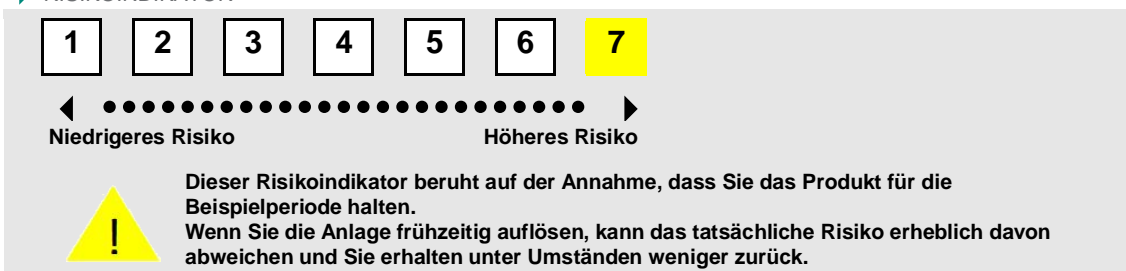 RISIKOINDIKATOR
1 2 3 4 5 6 7
Niedrigeres Risiko Höheres Risiko
Dieser Risikoindikator beruht auf der Annahme, dass Sie das Produkt für die
Beispielperiode halten.
! Wenn Sie die Anlage frühzeitig auflösen, kann das tatsächliche Risiko erheblich davon
abweichen und Sie erhalten unter Umständen weniger zurück.